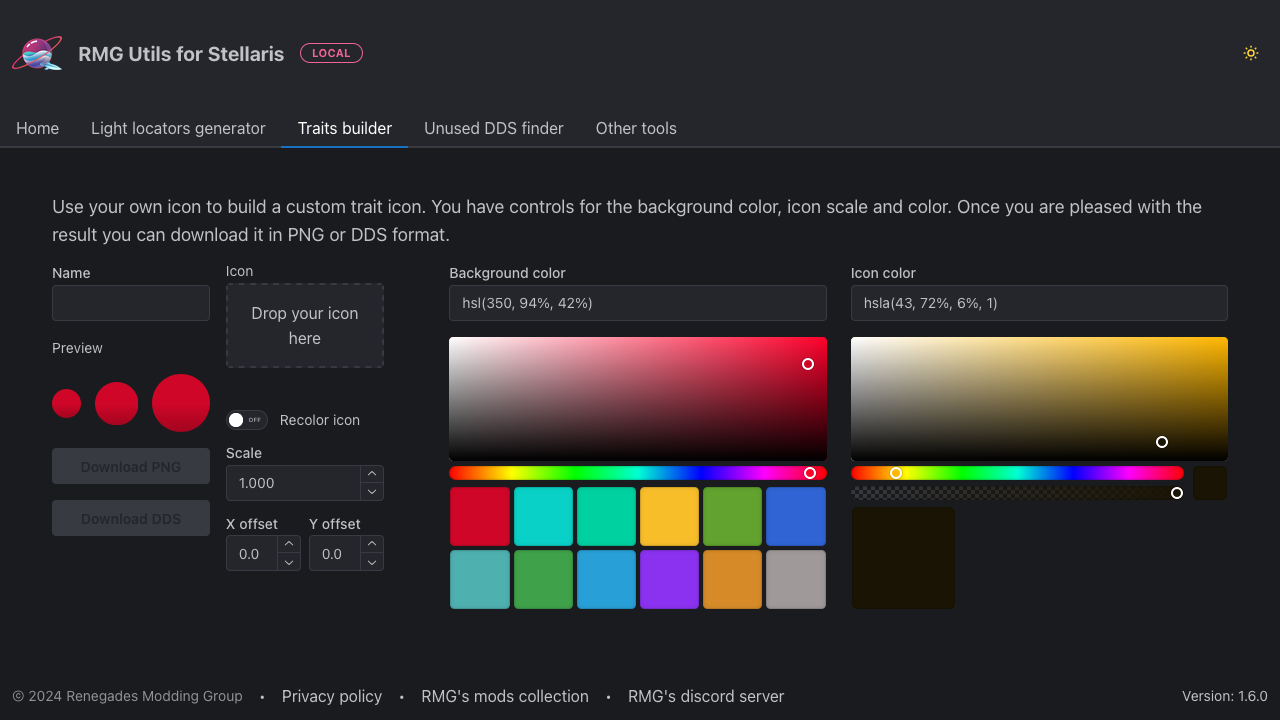 RMG Utils for Stellaris
LOCAL
Home
Light locators generator
Traits builder
Unused DDS finder
Other tools
Use your own icon to build a custom trait icon. You have controls for the background color, icon scale and color. Once you are pleased with the
result you can download it in PNG or DDS format.
Name
Preview
Download PNG
Download DDS
Icon
Drop your icon
here
OFF
Recolor icon
Scale
1.000
X offset
Y offset
0.0
0.0
Background color
hsl(350, 94%, 42%)
Icon color
hsla(43, 72%, 6%, 1)
© 2024 Renegades Modding Group
•
Privacy policy
•
RMG's mods collection
•
RMG's discord server
Version: 1.6.0